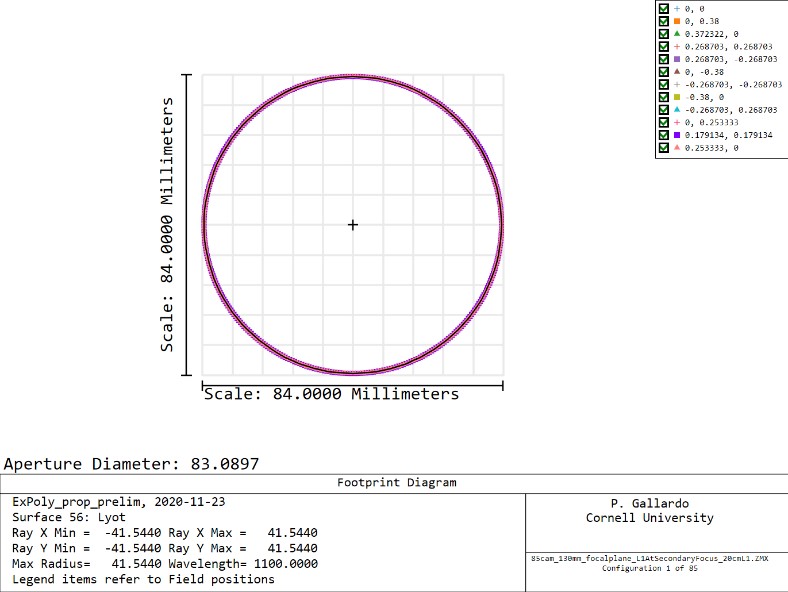 0, 0
0, 0.38
0.372322, 0
0.268703, 0.268703
0.268703, -0.268703
0, -0.38
-0.268703, -0.268703
-0.38, 0
-0.268703, 0.268703
0, 0.253333
0.179134, 0.179134
0.253333, 0
Scale: 84.0000 Millimeters
Scale: 84.0000 Millimeters
Aperture Diameter: 83.0897
Footprint Diagram
ExPoly_prop_prelim, 2020-11-23
Surface 56: Lyot
Ray X Min = -41.5440 Ray X Max = 41.5440
Ray Y Min = -41.5440 Ray Y Max = 41.5440
Max Radius= 41.5440 Wavelength= 1100.0000
Legend items refer to Field positions
P. Gallardo
Cornell University
85cam_130mm_focalplane_L1AtSecondaryFocus_20cmL1.ZMX
Configuration 1 of 85